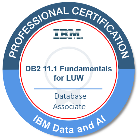 PROFESSIONAL CERTIFICATION
IBM
DB2 11.1 Fundamentals
for LUW
Database
Associate
IBM Data and AI